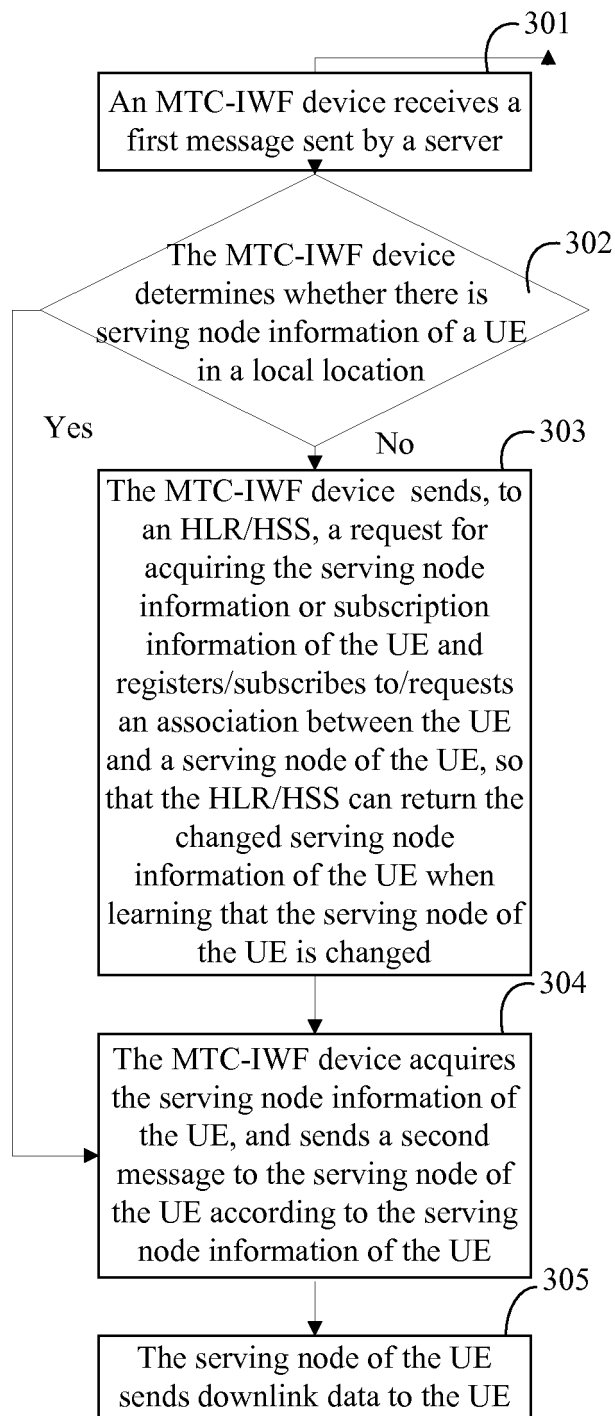 301
An MTC-IWF device receives a
first message sent by a server
302
The MTC-IWF device
determines whether there is
serving node information of a UE
in a local location
Yes
No
303
The MTC-IWF device sends, to
an HLR/HSS, a request for
acquiring the serving node
information or subscription
information of the UE and
registers/subscribes to/requests
an association between the UE
and a serving node of the UE, so
that the HLR/HSS can return the
changed serving node
information of the UE when
learning that the serving node of
the UE is changed
304
The MTC-IWF device acquires
the serving node information of
the UE, and sends a second
message to the serving node of
the UE according to the serving
node information of the UE
305
The serving node of the UE
sends downlink data to the UE